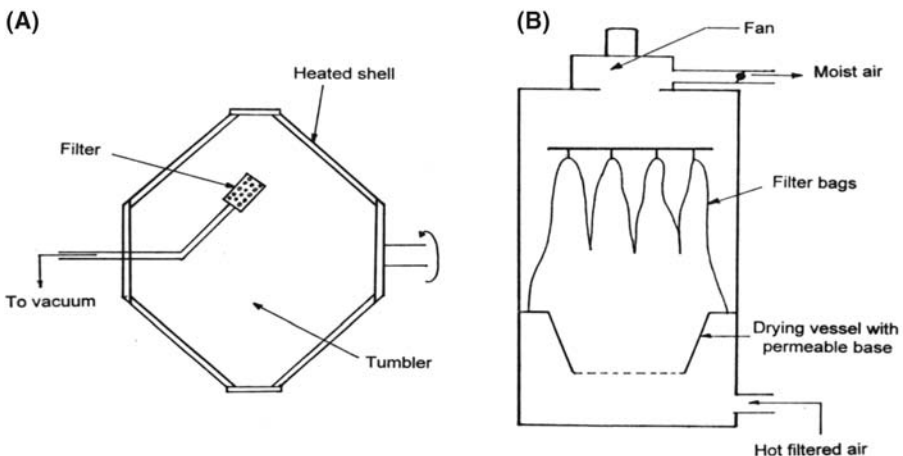 (A)
Heated shell
Filter
To vacuum
Tumbler
(B)
Fan
Moist air
Filter bags
Drying vessel with
permeable base
Hot filtered air